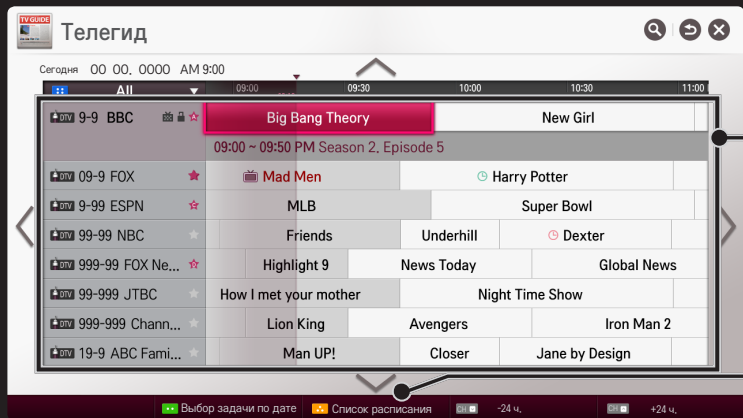 TV GUIDE
Телегид
Сегодня 00 00, 0000 AM 9:00
All 09:00 09:30 10:00 10:30 11:00
DTV 9-9 BBC Big Bang Theory New Girl
09:00 ~ 09:50 PM Season 2, Episode 5
DTV 09-9 FOX Mad Men Harry Potter
DTV 9-99 ESPN MLB Super Bowl
DTV 99-99 NBC Friends Underhill Dexter
DTV 999-99 FOX Ne... Highlight 9 News Today Global News
DTV 99-999 JTBC How I met your mother Night Time Show
DTV 999-999 Chann... Lion King Avengers Iron Man 2
DTV 19-9 ABC Fami... Man UP! Closer Jane by Design
Выбор задачи по дате Список расписания CH -24 ч. CH +24 ч.